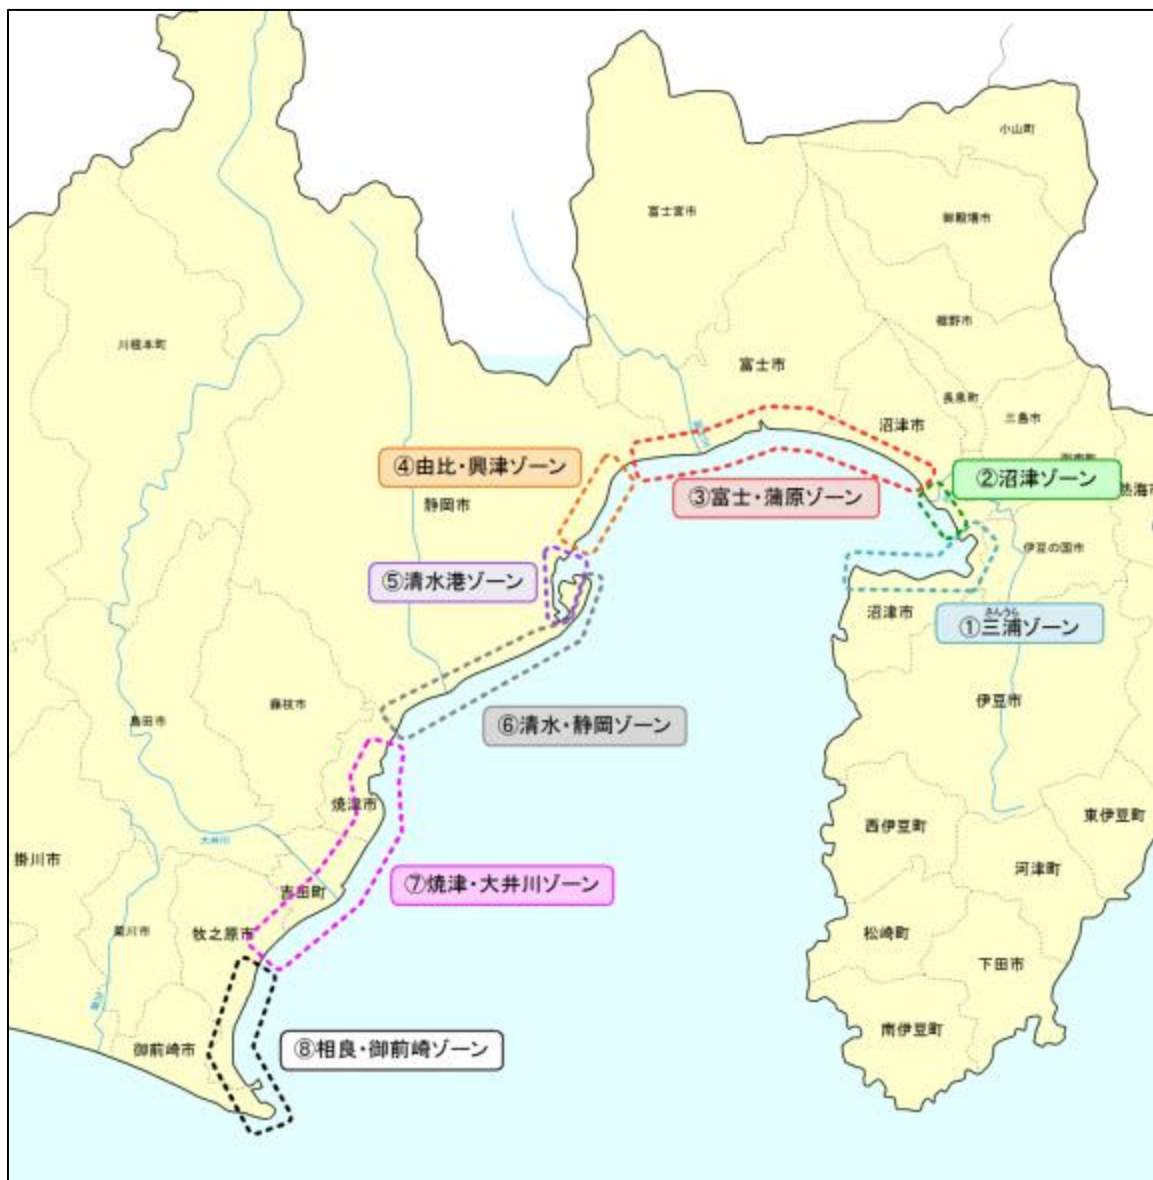 小山町
富士宮市
御殿場市
裾野市
川根本町
富士市
長泉町
三島市
沼津市
④由比・興津ゾーン
②沼津ゾーン
熱海市
③富士・蒲原ゾーン
静岡市
伊豆の国市
⑤清水港ゾーン
沼津市
さんうら
①三浦ゾーン
藤枝市
島田市
伊豆市
⑥清水・静岡ゾーン
焼津市
西伊豆町
東伊豆町
大井川
掛川市
河津町
⑦焼津・大井川ゾーン
吉田町
菊川市
牧之原市
松崎町
下田市
南伊豆町
御前崎市
⑧相良・御前崎ゾーン